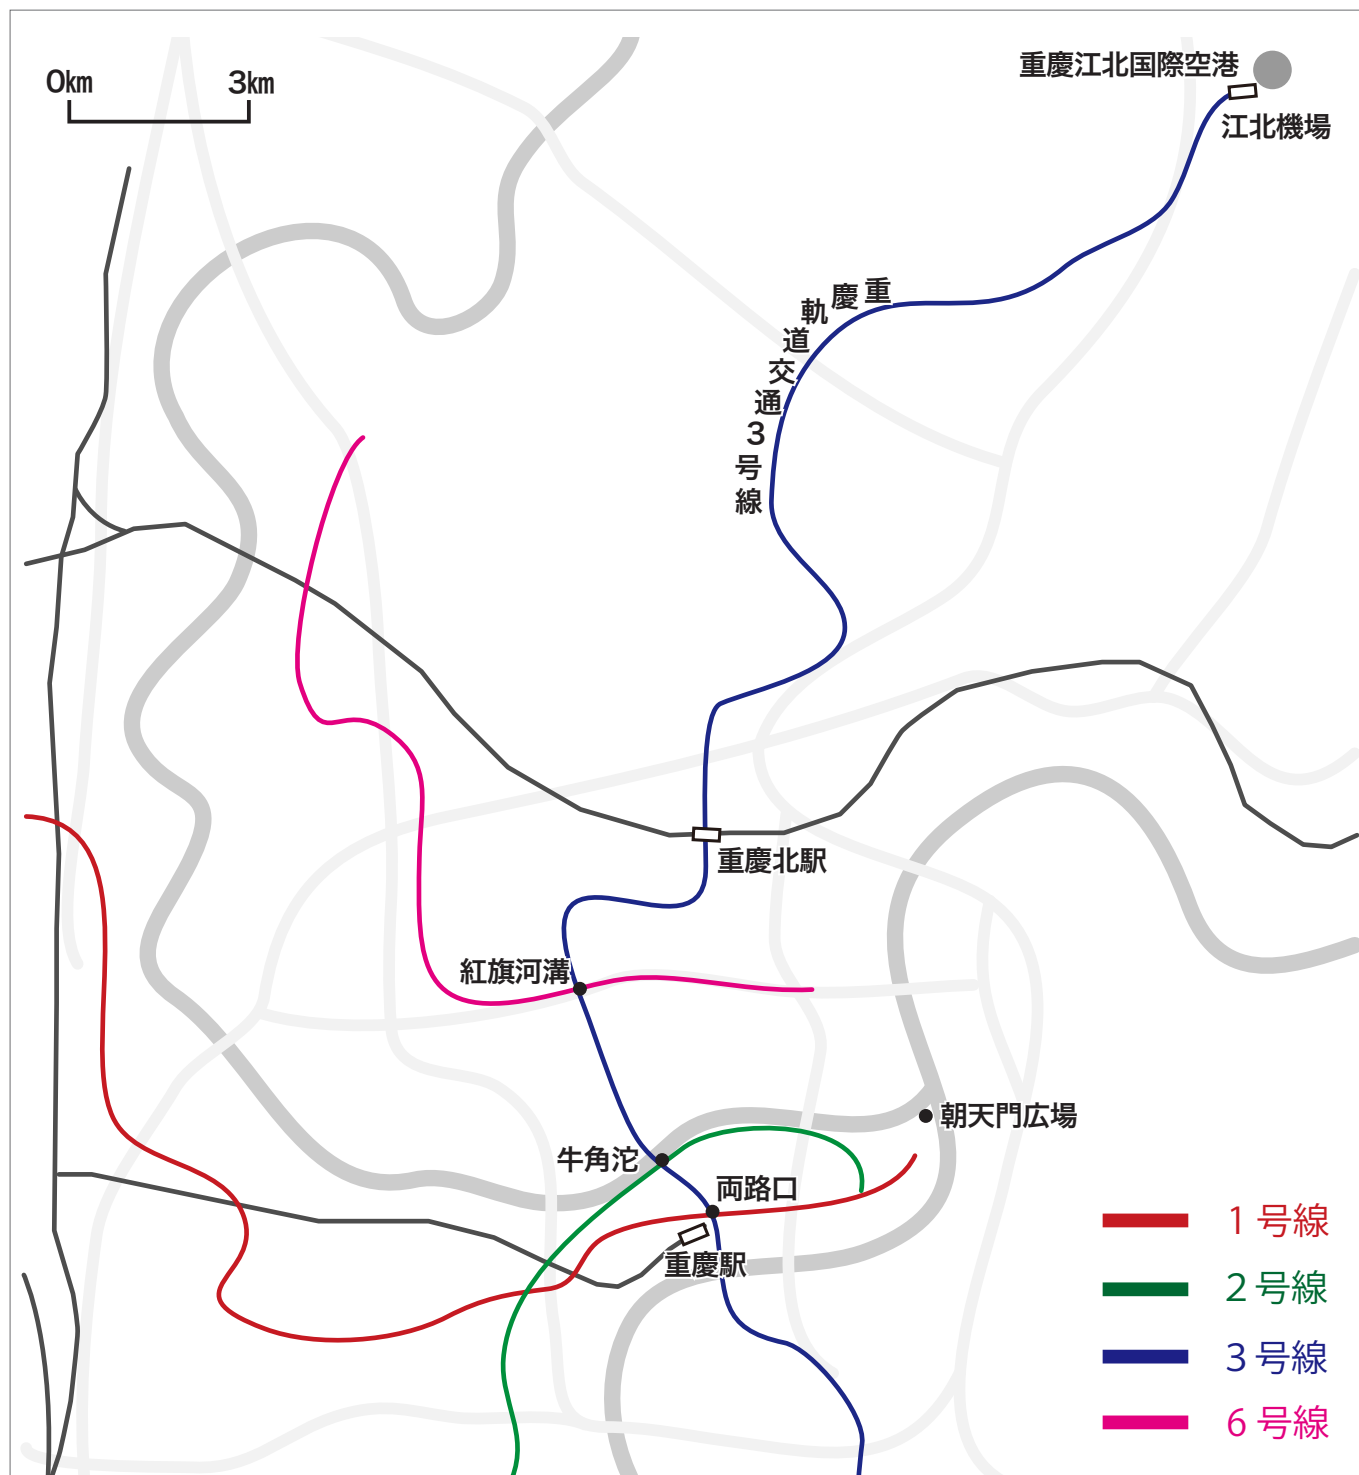 0km 3km
重慶江北国際空港
江北機場
重慶軌道交通3号線
重慶北駅
紅旗河溝
朝天門広場
牛角沱
両路口
重慶駅
1号線
2号線
3号線
6号線